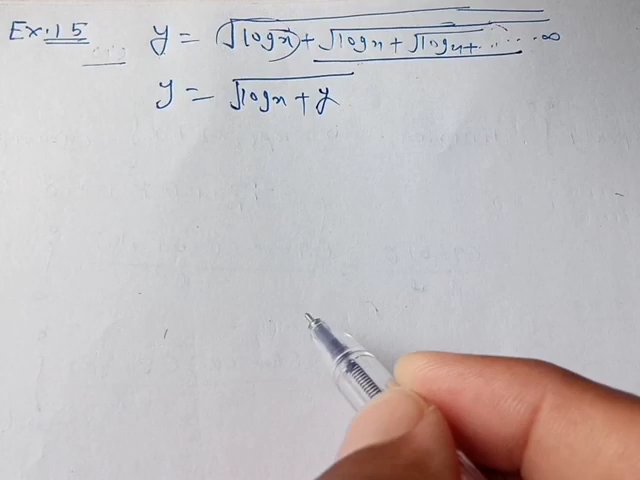 Ex.15 y = √(log x) + √log x + √log x + ...... ∞
y = √log x + y